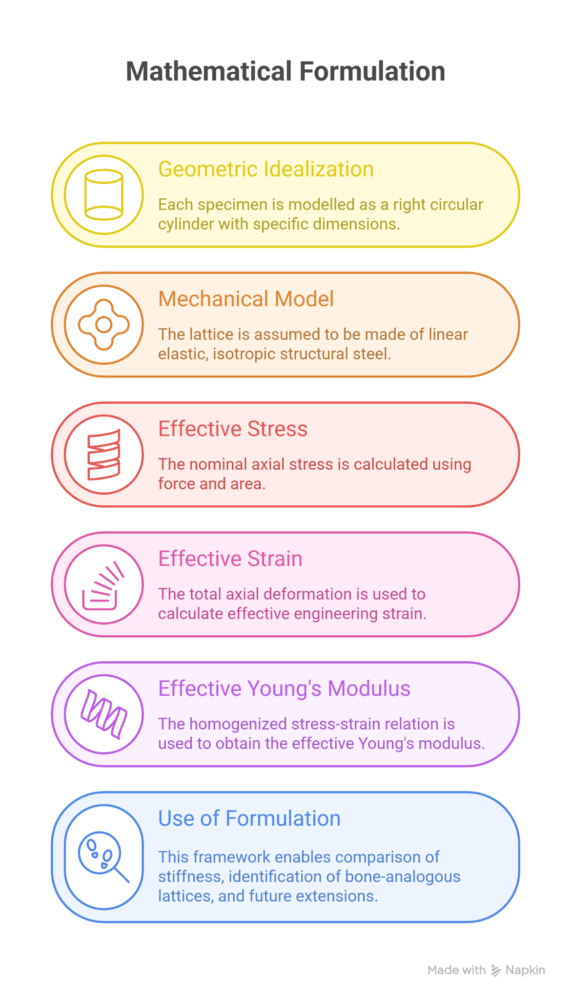 Mathematical Formulation
Geometric Idealization
Each specimen is modelled as a right circular
cylinder with specific dimensions.
Mechanical Model
The lattice is assumed to be made of linear
elastic, isotropic structural steel.
Effective Stress
The nominal axial stress is calculated using
force and area.
Effective Strain
The total axial deformation is used to
calculate effective engineering strain.
Effective Young's Modulus
The homogenized stress-strain relation is
used to obtain the effective Young's modulus.
Use of Formulation
This framework enables comparison of
stiffness, identification of bone-analogous
lattices, and future extensions.
Made with Napkin